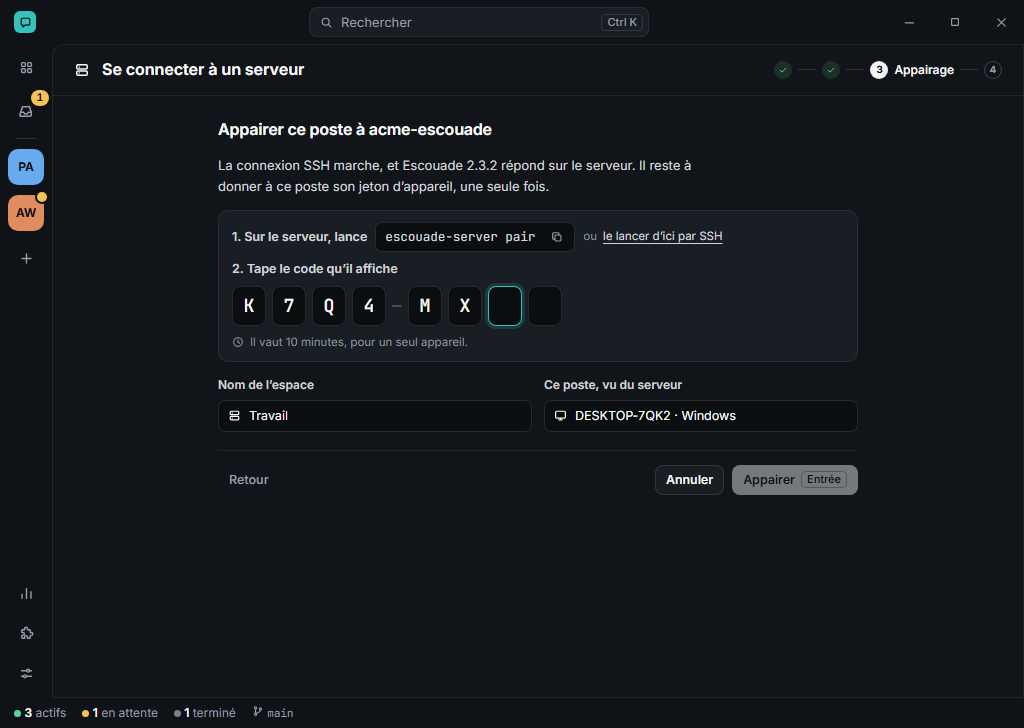 Rechercher
Ctrl K
Se connecter à un serveur
3 Appairage
4
1
PA
AW
Appairer ce poste à acme-escouade
La connexion SSH marche, et Escouade 2.3.2 répond sur le serveur. Il reste à
donner à ce poste son jeton d’appareil, une seule fois.
1. Sur le serveur, lance escouade-server pair ou le lancer d’ici par SSH
2. Tape le code qu’il affiche
K 7 Q 4 – M X
Il vaut 10 minutes, pour un seul appareil.
Nom de l’espace
Ce poste, vu du serveur
Travail
DESKTOP-7QK2 · Windows
Retour
Annuler
Appairer Entrée
3 actifs 1 en attente 1 terminé main